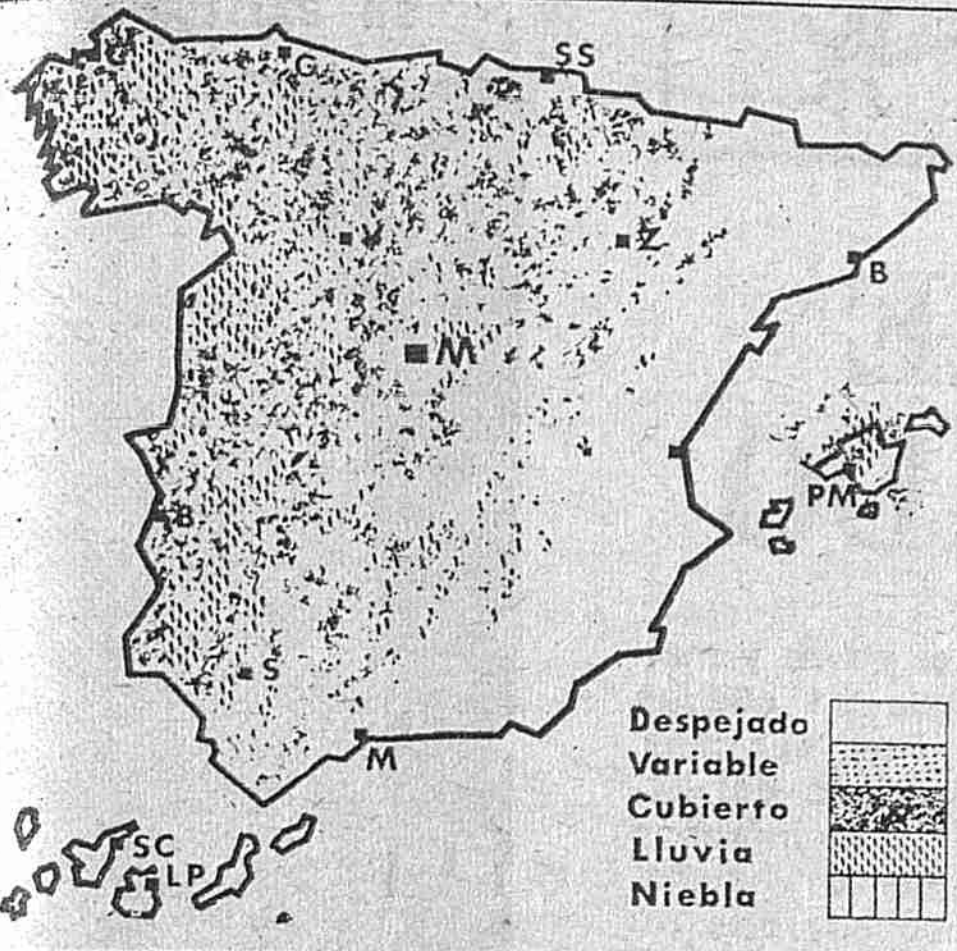 G
SS
V
Z
B
M
PM
B
S
M
SC
LP
Despejado
Variable
Cubierto
Lluvia
Niebla